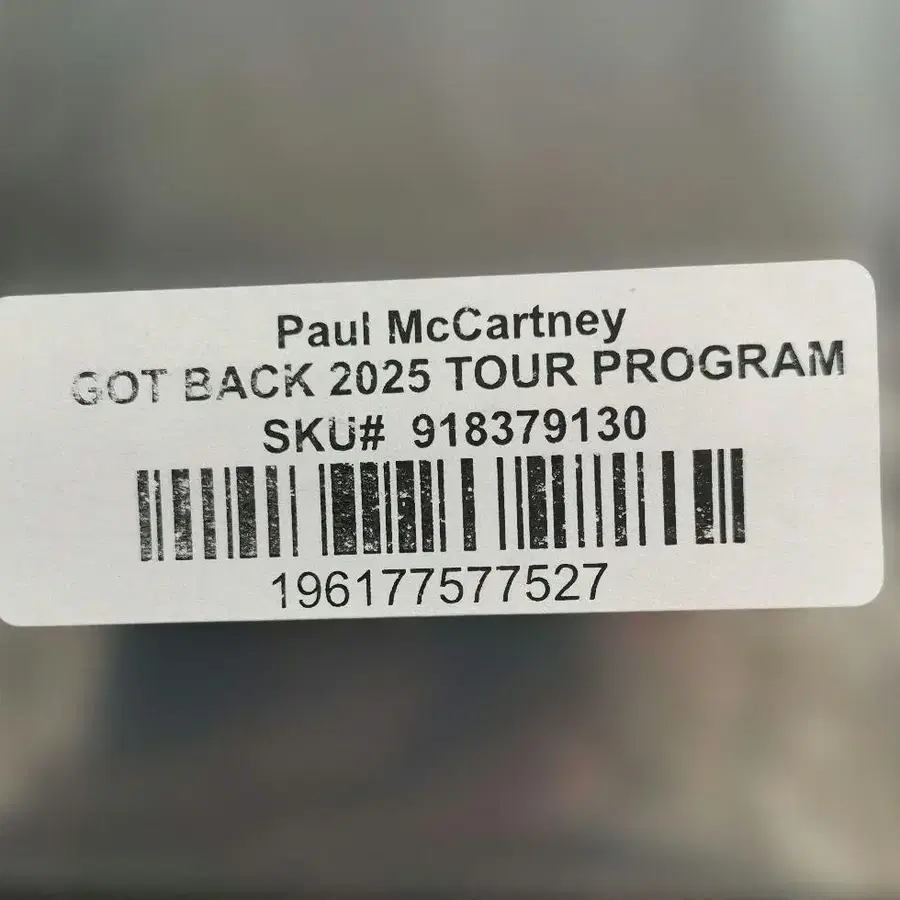 Paul McCartney
GOT BACK 2025 TOUR PROGRAM
SKU# 918379130
196177577527